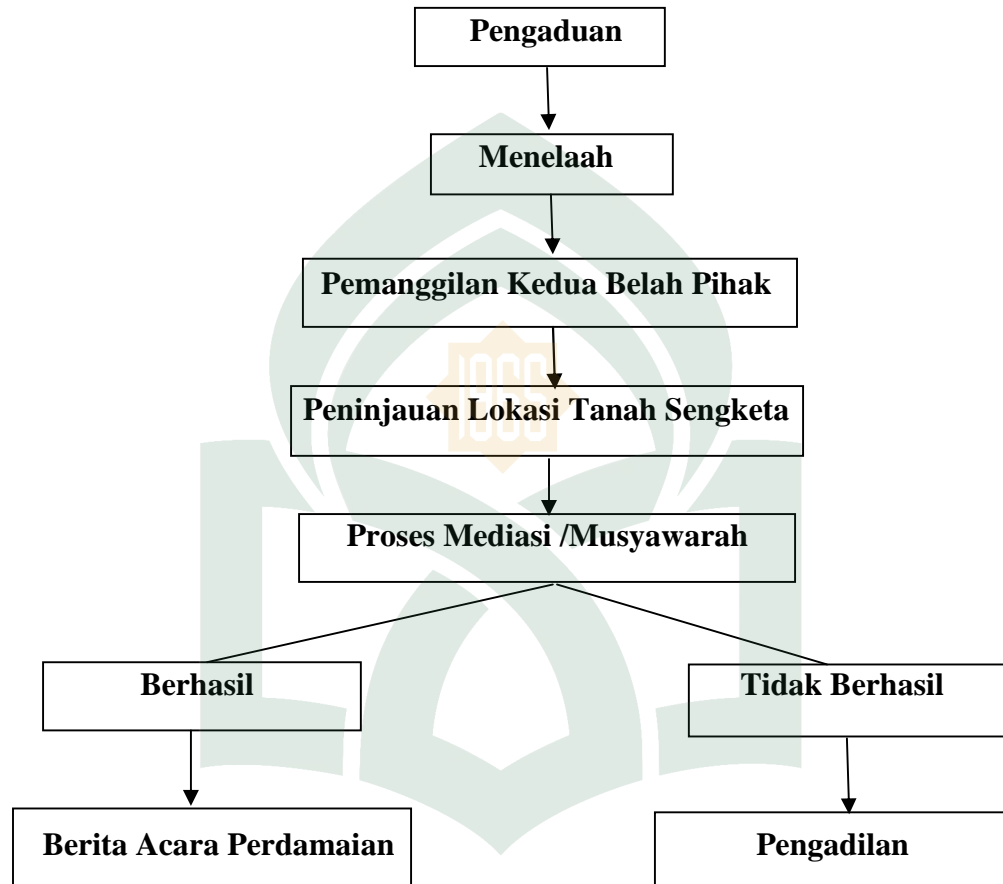 Pengaduan
Menelaah
Pemanggilan Kedua Belah Pihak
1965
Peninjauan Lokasi Tanah Sengketa
Proses Mediasi /Musyawarah
Berhasil
Tidak Berhasil
Berita Acara Perdamaian
Pengadilan